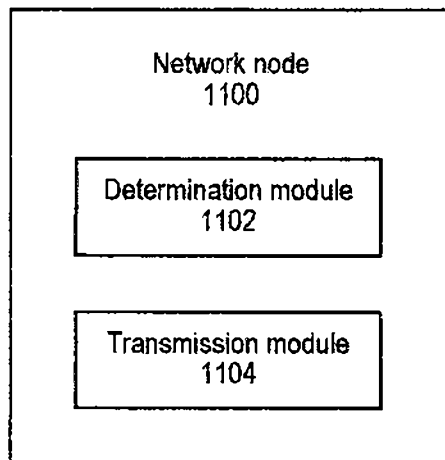 Network node
1100
Determination module
1102
Transmission module
1104